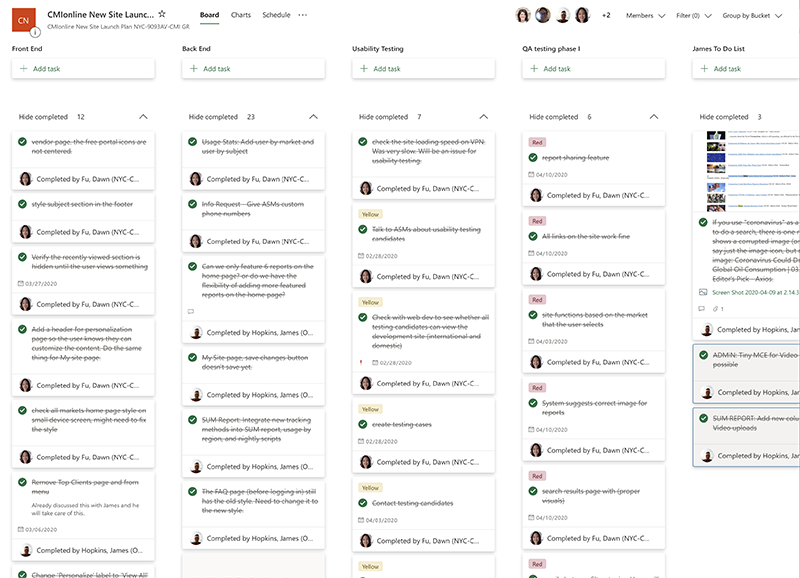 CN
CMIonline New Site Launc...
CMIonline New Site Launch Plan NYC-9093AV-CMI GR
Board
Charts
Schedule
+2
Members
Filter (0)
Group by Bucket
Front End
Add task
Hide completed 12
vendor page, the free portal icons are
not centered.
Completed by Fu, Dawn (NYC-C...
style subject section in the footer
Completed by Fu, Dawn (NYC-C...
Verify the recently viewed section is
hidden until the user views something
03/27/2020
Completed by Fu, Dawn (NYC-C...
Add a header for personalization
page so the user knows they can
customize the content. Do the same
thing for My site page.
Completed by Fu, Dawn (NYC-C...
check all markets home page style on
small device screen, might need to fix
the style
Completed by Fu, Dawn (NYC-C...
Remove Top Clients page and from
menu
Already discussed this with James and he
will take care of this.
03/06/2020
Completed by Hopkins, James (O...
Change 'Personalize' label to 'View All'
Back End
Add task
Hide completed 23
Usage Stats: Add user by market and
user by subject
Completed by Fu, Dawn (NYC-C...
Info Request - Give ASMs custom
phone numbers
Completed by Fu, Dawn (NYC-C...
Can we only feature 6 reports on the
home page? or do we have the
flexibility of adding more featured
reports on the home page?
Completed by Hopkins, James (O...
My Site page, save changes button
doesn't save yet.
Completed by Hopkins, James (O...
SUM Report: Integrate new tracking
methods into SUM report, usage by
region, and nightly scripts
Completed by Hopkins, James (O...
The FAQ page (before logging in) still
has the old style. Need to change it to
the new style.
Completed by Hopkins, James (O...
Usability Testing
Add task
Hide completed 7
check the site loading speed on VPN.
Was very slow. Will be an issue for
usability testing.
Completed by Fu, Dawn (NYC-C...
Yellow
Talk to ASMs about usability testing
candidates
02/28/2020
Completed by Fu, Dawn (NYC-C...
Yellow
Check with web dev to see whether all
testing candidates can view the
development site (international and
domestic)
02/28/2020
Completed by Fu, Dawn (NYC-C...
Yellow
create testing cases
02/28/2020
Completed by Fu, Dawn (NYC-C...
Yellow
Contact testing candidates
04/03/2020
Completed by Fu, Dawn (NYC-C...
Yellow
QA testing phase I
Add task
Hide completed 6
Red
report sharing feature
04/10/2020
Completed by Fu, Dawn (NYC-C...
Red
All links on the site work fine
04/10/2020
Completed by Fu, Dawn (NYC-C...
Red
site functions based on the market
that the user selects
04/03/2020
Completed by Fu, Dawn (NYC-C...
Red
System suggests correct image for
reports
04/10/2020
Completed by Fu, Dawn (NYC-C...
Red
search results page with (proper
visuals)
04/10/2020
Completed by Fu, Dawn (NYC-C...
Red
James To Do List
Add task
Hide completed 3
If you use "coronavirus" as a
to do a search, there is one r
shows a corrupted image (or
say just the image icon, but n
image: Coronavirus Could D
Global Oil Consumption | 03
Editor's Pick - Axios.
Screen Shot 2020-04-09 at 2.14.3
1
Completed by Hopkins, James
ADMIN: Tiny MCE for Video
possible
Completed by Hopkins, James
SUM REPORT: Add new colu
Video uploads
Completed by Hopkins, James